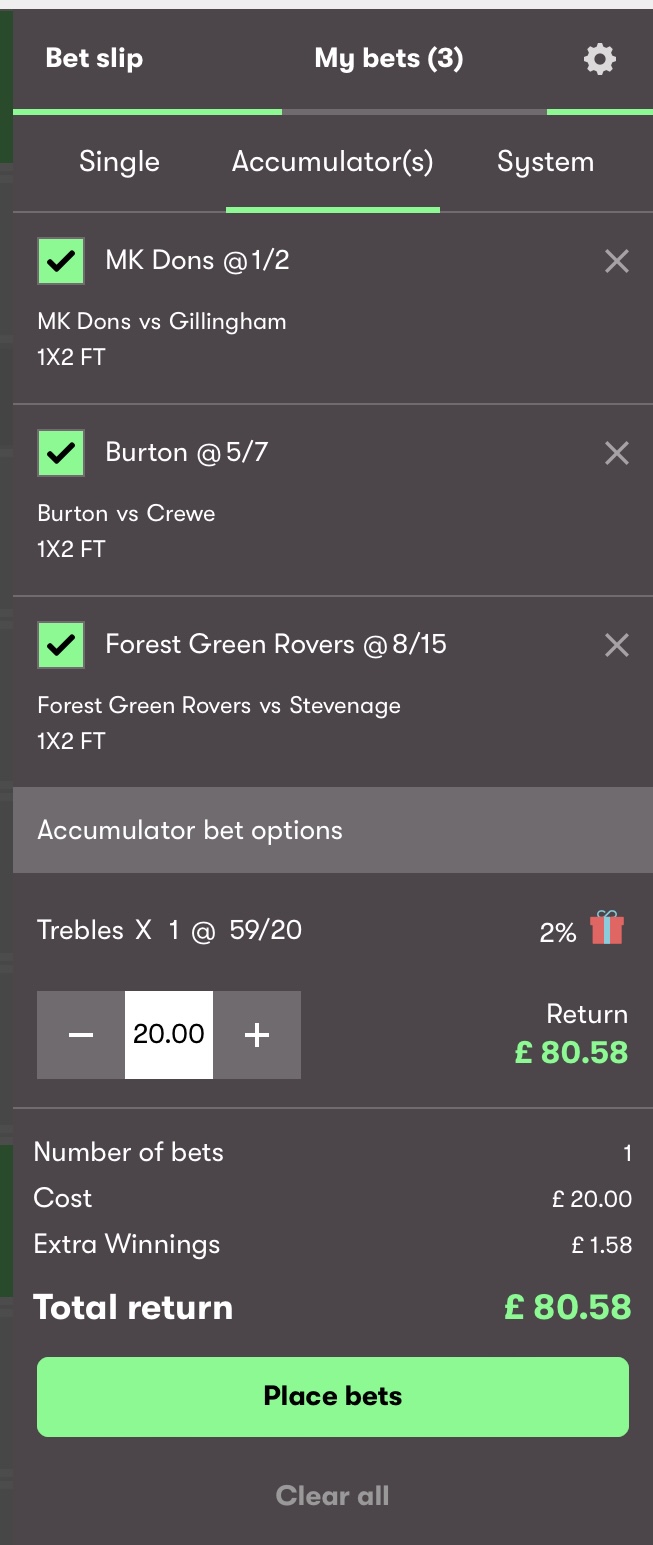 Bet slip My bets (3)
Single Accumulator(s) System
MK Dons @ 1/2
MK Dons vs Gillingham
1X2 FT
Burton @ 5/7
Burton vs Crewe
1X2 FT
Forest Green Rovers @ 8/15
Forest Green Rovers vs Stevenage
1X2 FT
Accumulator bet options
Trebles X 1 @ 59/20 2%
− 20.00 +
Return
£ 80.58
Number of bets 1
Cost £ 20.00
Extra Winnings £ 1.58
Total return £ 80.58
Place bets
Clear all